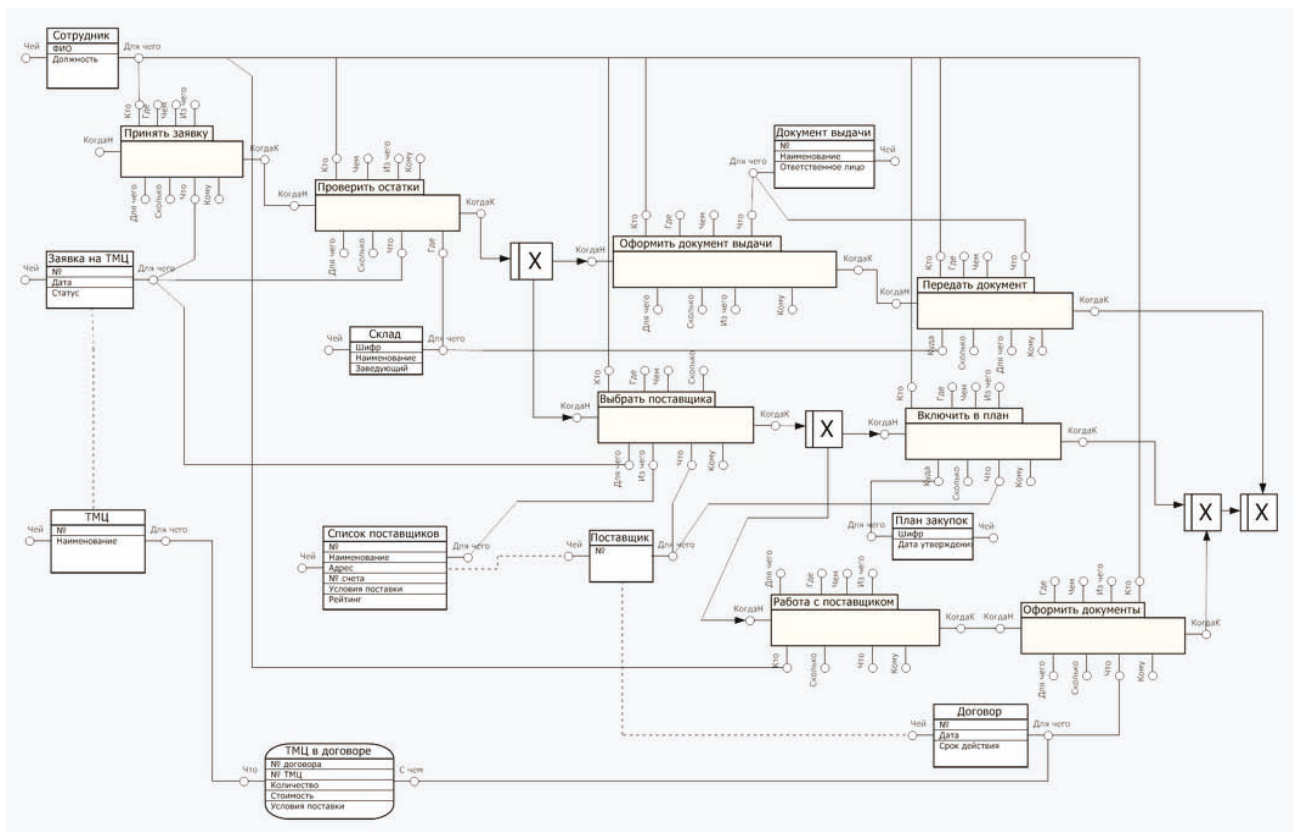 Чей
Сотрудник
ФИО
Должность
Для чего
Кто
Где
Чем
Из чего
КогдаН
Принять заявку
КогдаК
Для чего
Сколько
Что
Кому
Кто
Чем
Из чего
Кому
КогдаН
Проверить остатки
КогдаК
Для чего
Сколько
Что
Где
X
Документ выдачи
№
Наименование
Ответственное лицо
Для чего
Чей
Кто
Где
Чем
Что
КогдаН
Оформить документ выдачи
КогдаК
Для чего
Сколько
Из чего
Кому
Кто
Где
Чем
Что
КогдаН
Передать документ
КогдаК
Куда
Сколько
Для чего
Кому
Чей
Заявка на ТМЦ
№
Дата
Статус
Для чего
Чей
Склад
Шифр
Наименование
Заведующий
Для чего
Кто
Где
Чем
Сколько
КогдаН
Выбрать поставщика
КогдаК
Для чего
Из чего
Что
Кому
X
Кто
Где
Чем
Из чего
КогдаН
Включить в план
КогдаК
Куда
Сколько
Что
Кому
X
X
Чей
ТМЦ
№
Наименование
Для чего
Чей
Список поставщиков
№
Наименование
Адрес
№ счета
Условия поставки
Рейтинг
Для чего
Чей
Поставщик
№
Для чего
Для чего
План закупок
Шифр
Дата утверждени
Чей
Для чего
Где
Чем
Из чего
КогдаН
Работа с поставщиком
КогдаК
Кто
Сколько
Что
Кому
Где
Чем
Из чего
Кто
КогдаН
Оформить документы
КогдаК
Для чего
Сколько
Что
Кому
Чей
Договор
№
Дата
Срок действия
Для чего
Что
ТМЦ в договоре
№ договора
№ ТМЦ
Количество
Стоимость
Условия поставки
С чем